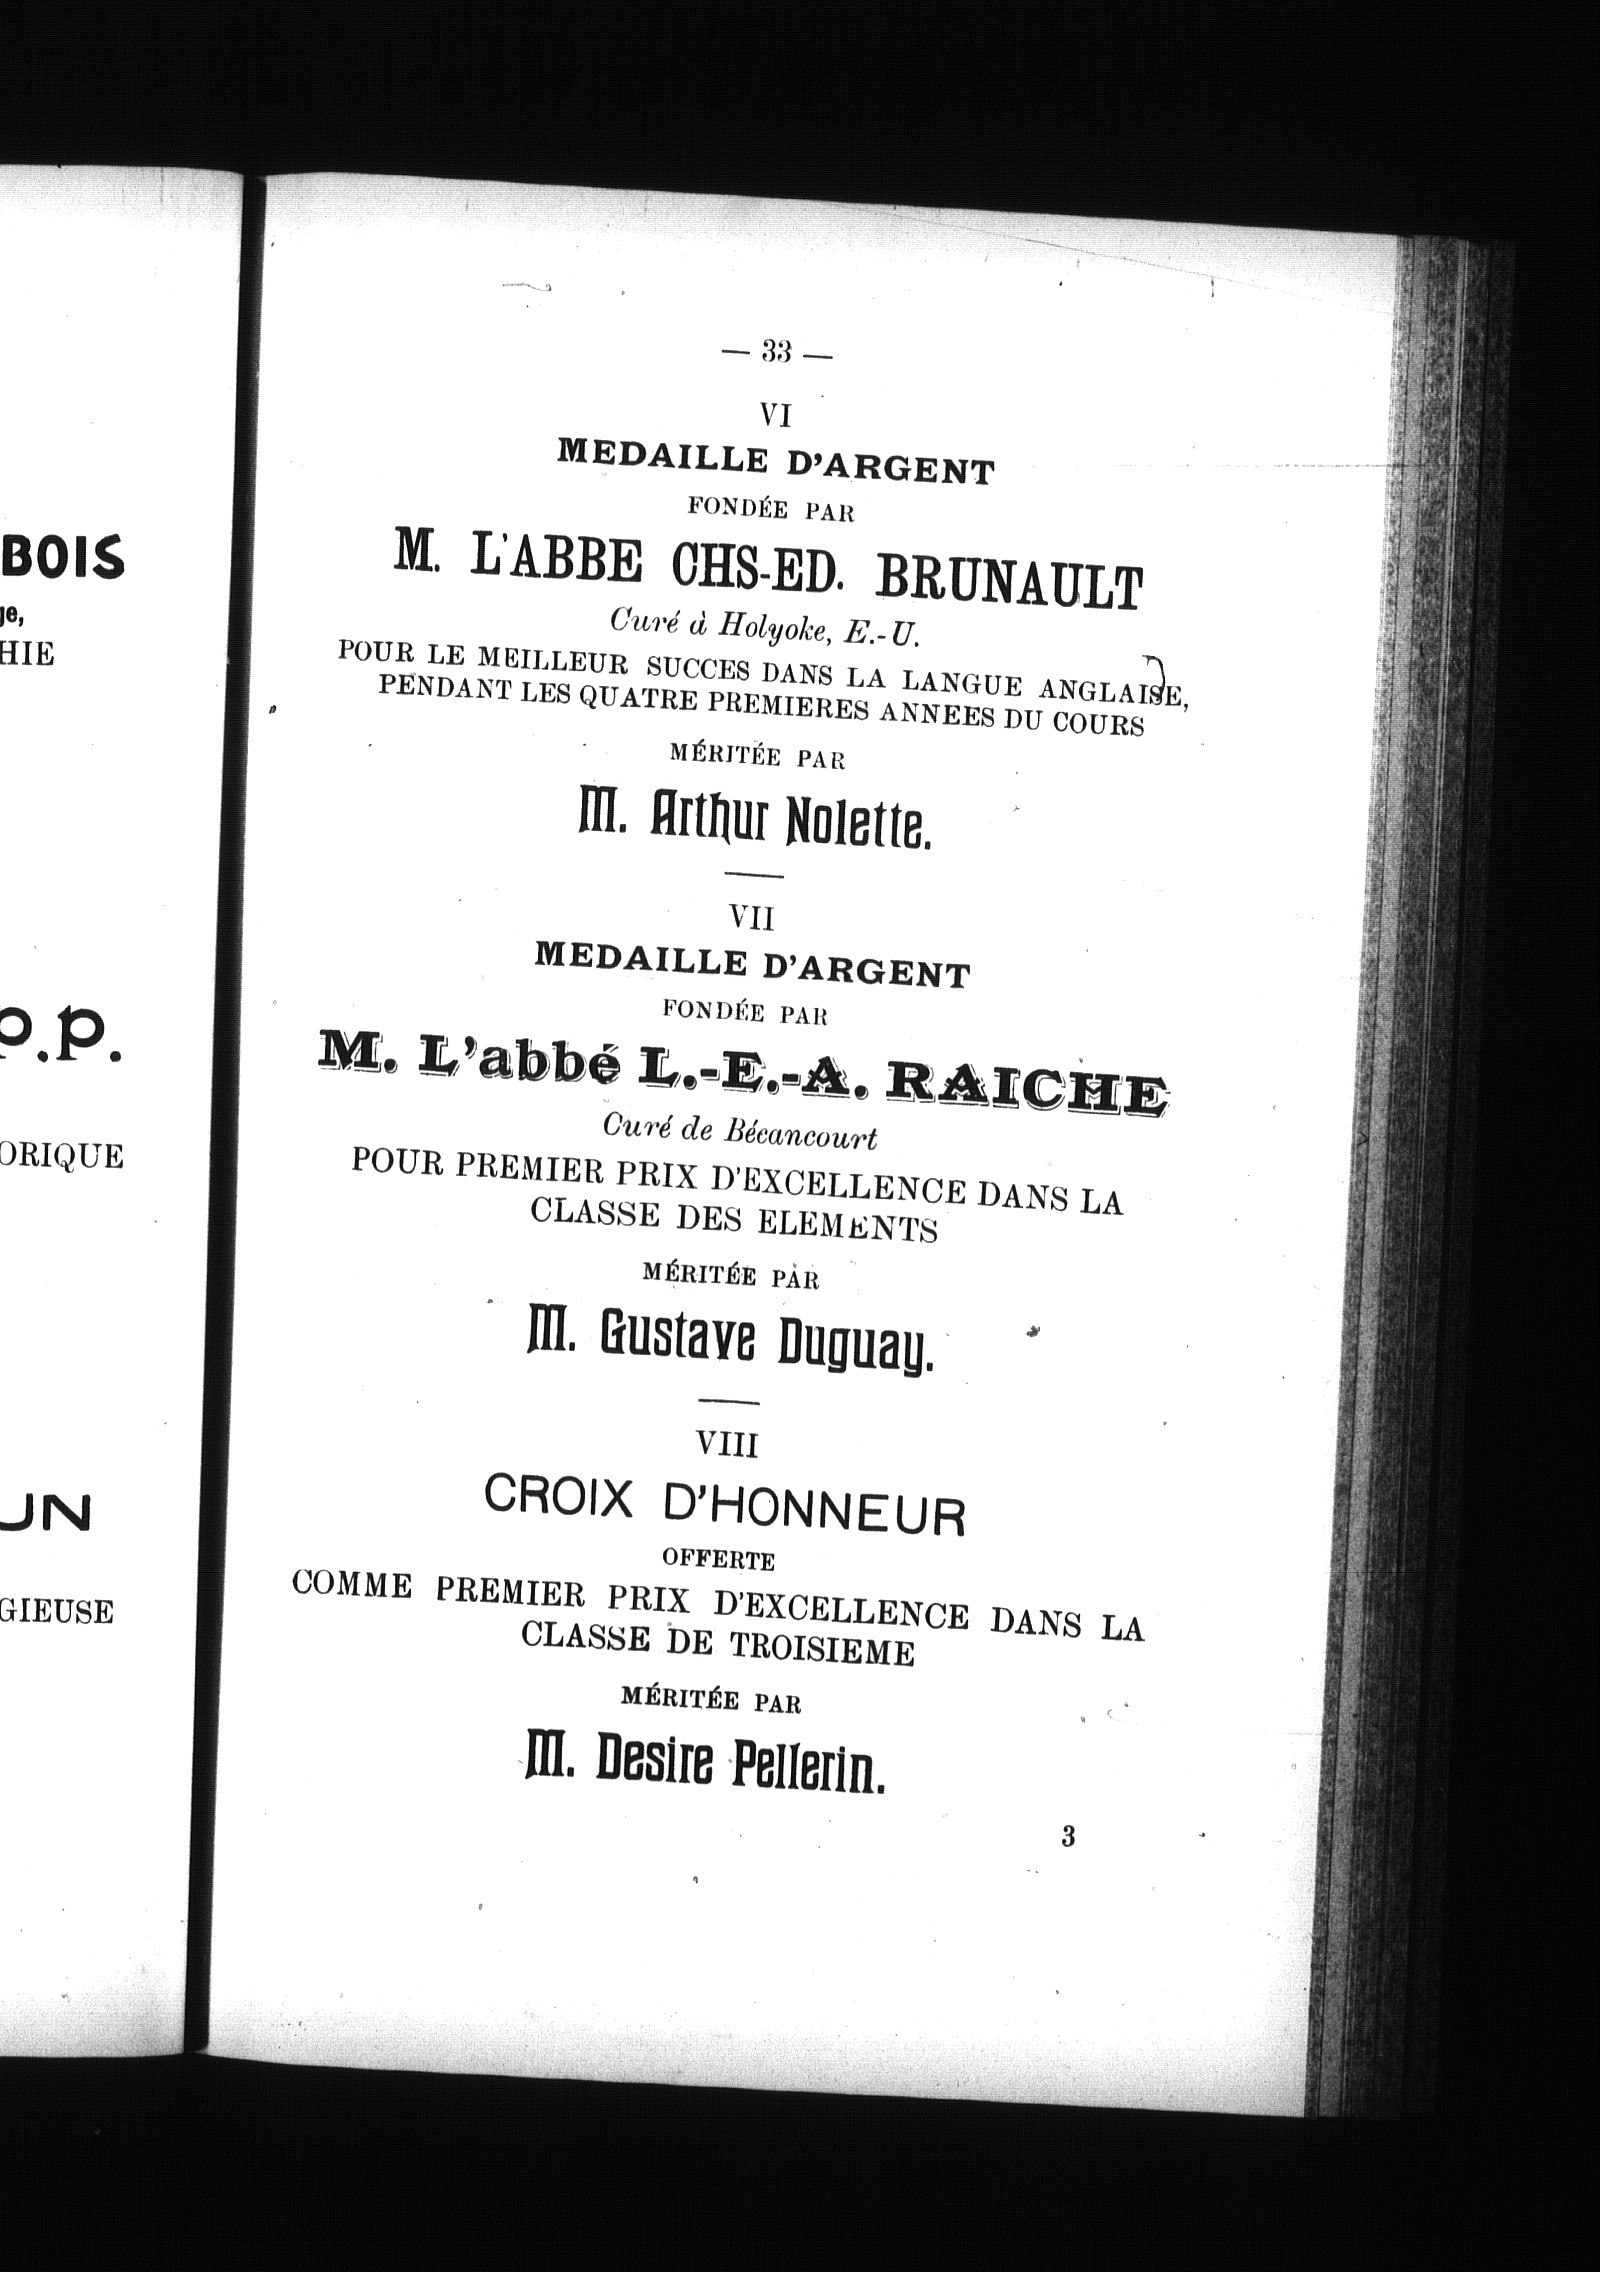 BOIS
ge,
HIE
P.P.
ORIQUE
UN
GIEUSE
— 33 —
VI
MEDAILLE D'ARGENT
FONDÉE PAR
M. L'ABBE CHS-ED. BRUNAULT
Curé à Holyoke, E.-U.
POUR LE MEILLEUR SUCCES DANS LA LANGUE ANGLAISE,
PENDANT LES QUATRE PREMIERES ANNEES DU COURS
MÉRITÉE PAR
M. Arthur Nolette.
VII
MEDAILLE D'ARGENT
FONDÉE PAR
M. L'abbé L.-E.-A. RAICHE
Curé de Bécancourt
POUR PREMIER PRIX D'EXCELLENCE DANS LA
CLASSE DES ELEMENTS
MÉRITÉE PAR
M. Gustave Duguay.
VIII
CROIX D'HONNEUR
OFFERTE
COMME PREMIER PRIX D'EXCELLENCE DANS LA
CLASSE DE TROISIEME
MÉRITÉE PAR
M. Desire Pellerin.
3